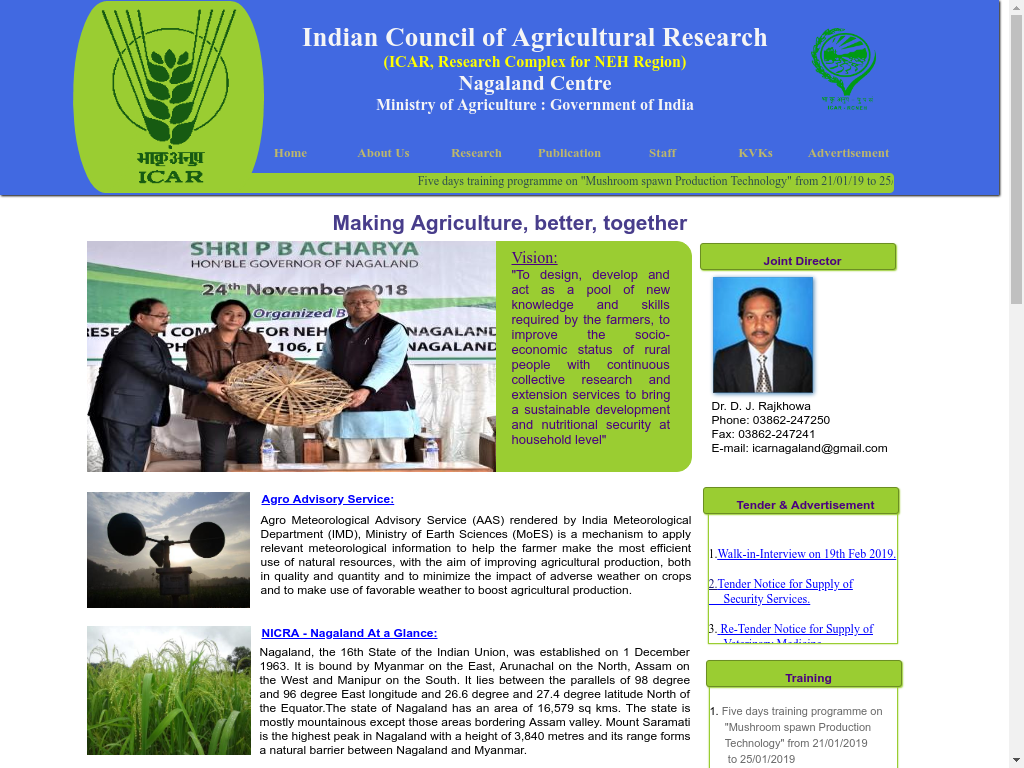 Indian Council of Agricultural Research
(ICAR, Research Complex for NEH Region)
Nagaland Centre
Ministry of Agriculture : Government of India
भाकृअनुप
ICAR
Home About Us Research Publication Staff KVKs Advertisement
Five days training programme on "Mushroom spawn Production Technology" from 21/01/19 to 25/
Making Agriculture, better, together
SHRI P B ACHARYA
HON'BLE GOVERNOR OF NAGALAND
24th November 2018
Organized B
RESE CH COMPLEX FOR NEH NAGALAND
106, D NAGALAND
Vision:
"To design, develop and
act as a pool of new
knowledge and skills
required by the farmers, to
improve the socio-
economic status of rural
people with continuous
collective research and
extension services to bring
a sustainable development
and nutritional security at
household level"
Joint Director
Dr. D. J. Rajkhowa
Phone: 03862-247250
Fax: 03862-247241
E-mail: icarnagaland@gmail.com
Agro Advisory Service:
Agro Meteorological Advisory Service (AAS) rendered by India Meteorological
Department (IMD), Ministry of Earth Sciences (MoES) is a mechanism to apply
relevant meteorological information to help the farmer make the most efficient
use of natural resources, with the aim of improving agricultural production, both
in quality and quantity and to minimize the impact of adverse weather on crops
and to make use of favorable weather to boost agricultural production.
Tender & Advertisement
1.Walk-in-Interview on 19th Feb 2019.
2.Tender Notice for Supply of
Security Services.
3. Re-Tender Notice for Supply of
Veterinary Medicine
NICRA - Nagaland At a Glance:
Nagaland, the 16th State of the Indian Union, was established on 1 December
1963. It is bound by Myanmar on the East, Arunachal on the North, Assam on
the West and Manipur on the South. It lies between the parallels of 98 degree
and 96 degree East longitude and 26.6 degree and 27.4 degree latitude North of
the Equator.The state of Nagaland has an area of 16,579 sq kms. The state is
mostly mountainous except those areas bordering Assam valley. Mount Saramati
is the highest peak in Nagaland with a height of 3,840 metres and its range forms
a natural barrier between Nagaland and Myanmar.
Training
1. Five days training programme on
"Mushroom spawn Production
Technology" from 21/01/2019
to 25/01/2019